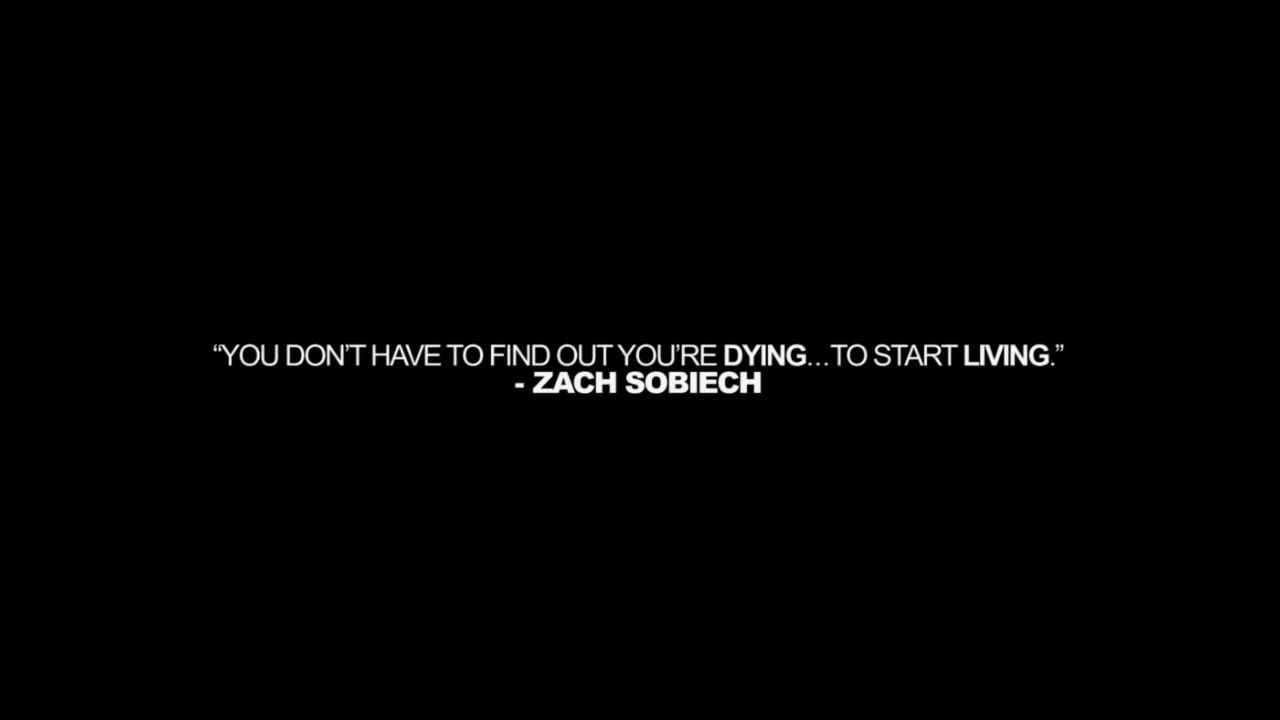 “YOU DON’T HAVE TO FIND OUT YOU’RE DYING…TO START LIVING.”
- ZACH SOBIECH